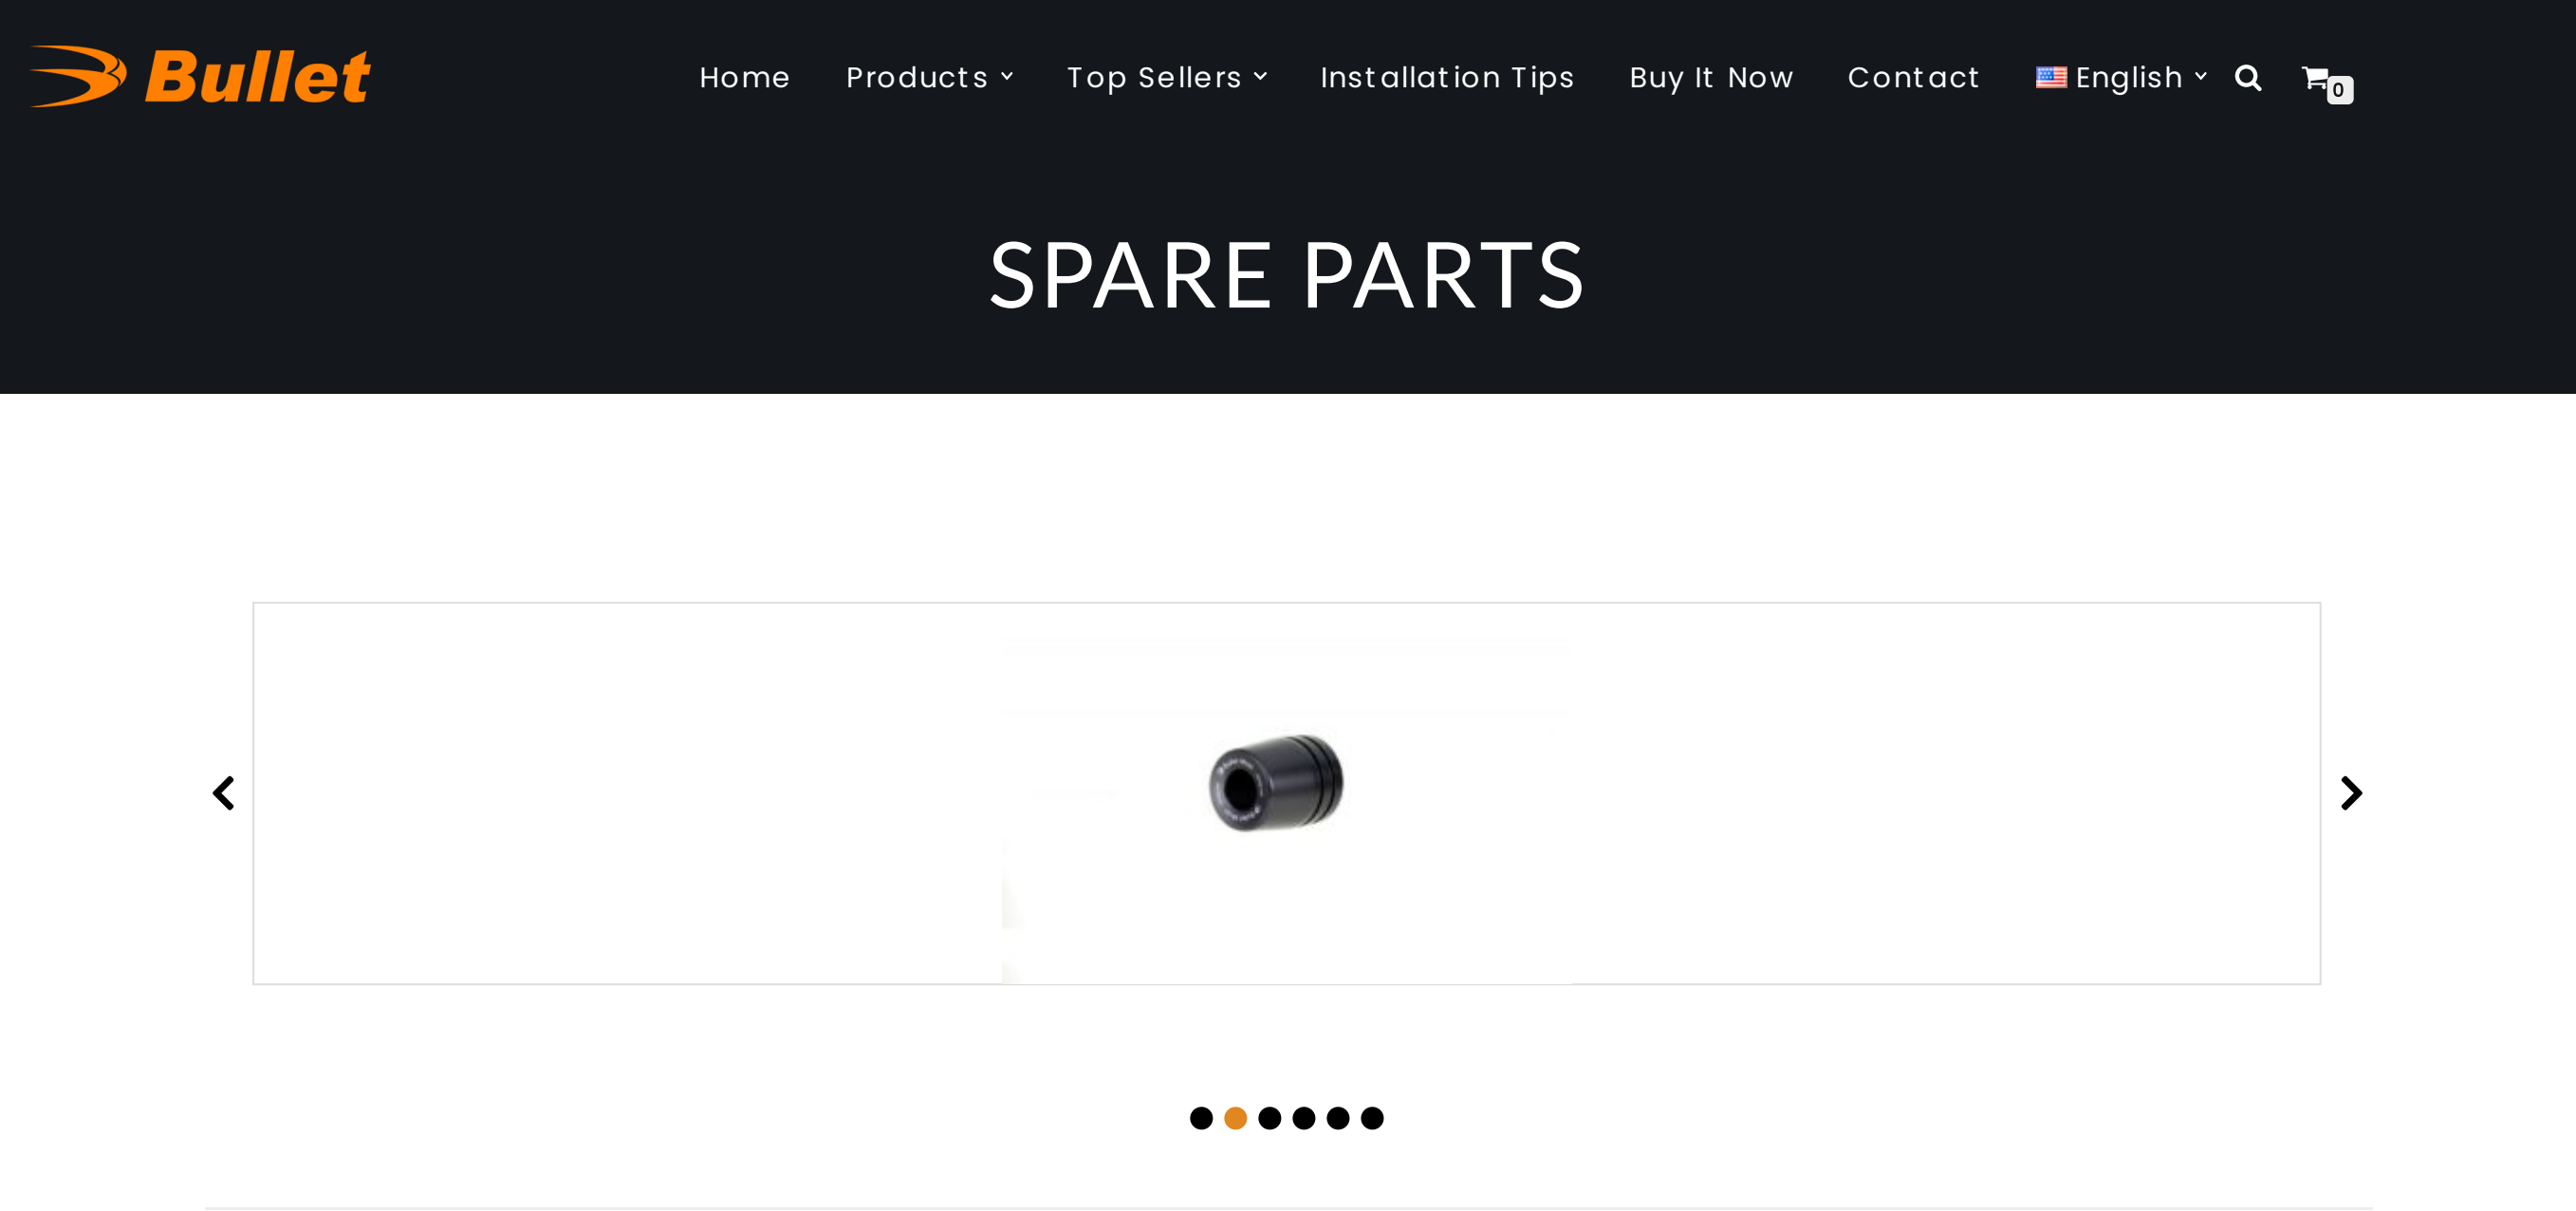 Bullet
Home Products Top Sellers Installation Tips Buy It Now Contact English 0
SPARE PARTS